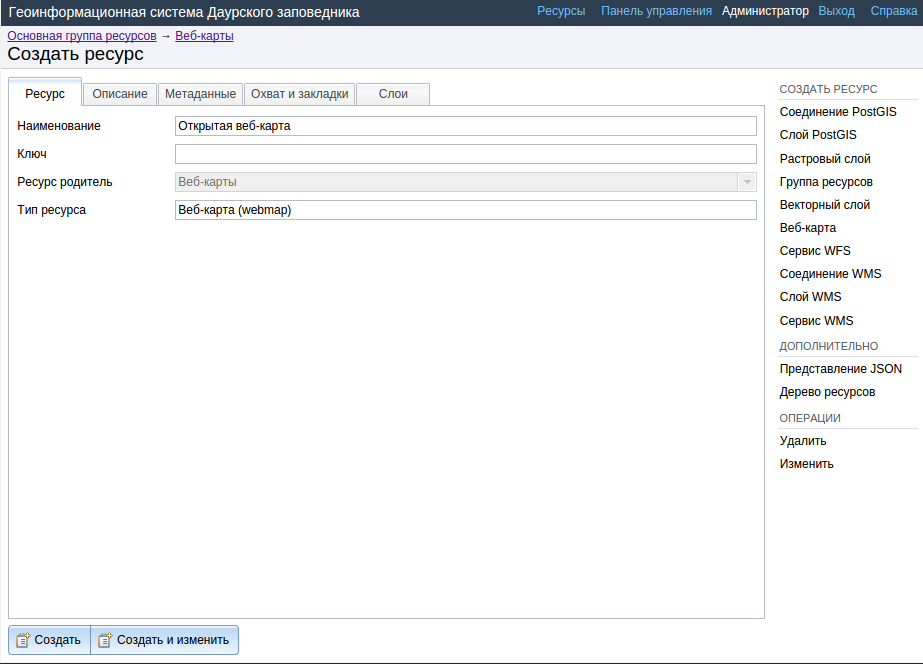 Геоинформационная система Даурского заповедника Ресурсы Панель управления Администратор Выход Справка
Основная группа ресурсов → Веб-карты
Создать ресурс
Ресурс Описание Метаданные Охват и закладки Слои
Наименование Открытая веб-карта
Ключ
Ресурс родитель Веб-карты
Тип ресурса Веб-карта (webmap)
Создать Создать и изменить
СОЗДАТЬ РЕСУРС
Соединение PostGIS
Слой PostGIS
Растровый слой
Группа ресурсов
Векторный слой
Веб-карта
Сервис WFS
Соединение WMS
Слой WMS
Сервис WMS
ДОПОЛНИТЕЛЬНО
Представление JSON
Дерево ресурсов
ОПЕРАЦИИ
Удалить
Изменить